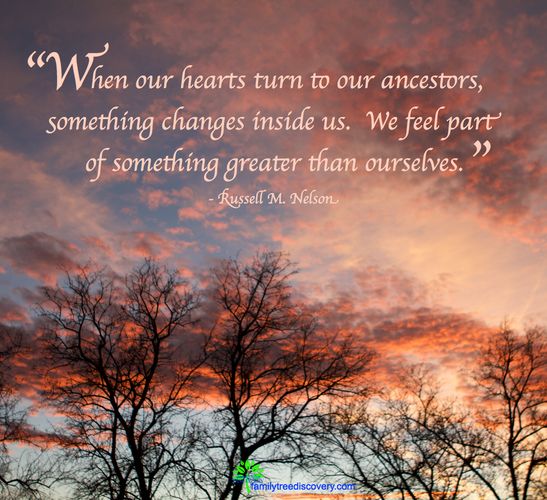 “When our hearts turn to our ancestors,
something changes inside us. We feel part
of something greater than ourselves.”
- Russell M. Nelson
familytreediscovery.com